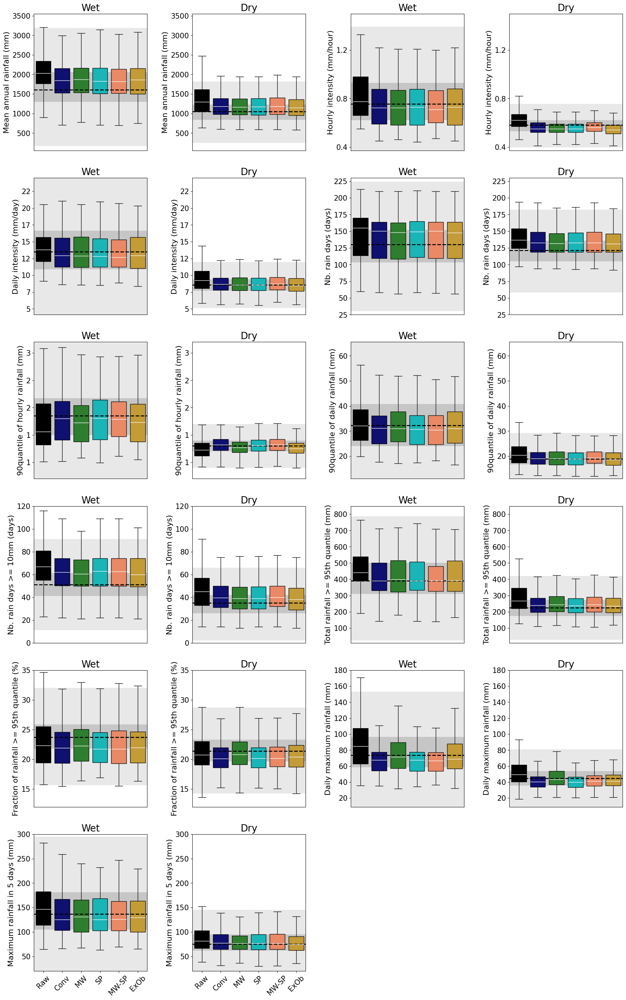 Wet
Mean annual rainfall (mm)
3500
3000
2500
2000
1500
1000
500
Dry
Mean annual rainfall (mm)
3500
3000
2500
2000
1500
1000
500
Wet
Hourly intensity (mm/hour)
1.2
0.8
0.4
Dry
Hourly intensity (mm/hour)
1.2
0.8
0.4
Wet
Daily intensity (mm/day)
22
20
17
15
12
10
7
5
Dry
Daily intensity (mm/day)
22
20
17
15
12
10
7
5
Wet
Nb. rain days (days)
225
200
175
150
125
100
75
50
25
Dry
Nb. rain days (days)
225
200
175
150
125
100
75
50
25
Wet
90quantile of hourly rainfall (mm)
3
2
2
1
1
Dry
90quantile of hourly rainfall (mm)
3
2
2
1
1
Wet
90quantile of daily rainfall (mm)
60
50
40
30
20
Dry
90quantile of daily rainfall (mm)
60
50
40
30
20
Wet
Nb. rain days >= 10mm (days)
120
100
80
60
40
20
0
Dry
Nb. rain days >= 10mm (days)
120
100
80
60
40
20
0
Wet
Total rainfall >= 95th quantile (mm)
800
700
600
500
400
300
200
100
Dry
Total rainfall >= 95th quantile (mm)
800
700
600
500
400
300
200
100
Wet
Fraction of rainfall >= 95th quantile (%)
35
30
25
20
15
Dry
Fraction of rainfall >= 95th quantile (%)
35
30
25
20
15
Wet
Daily maximum rainfall (mm)
180
160
140
120
100
80
60
40
20
Dry
Daily maximum rainfall (mm)
180
160
140
120
100
80
60
40
20
Wet
Maximum rainfall in 5 days (mm)
300
250
200
150
100
50
Raw
Conv
MW
SP
MW-SP
ExOb
Dry
Maximum rainfall in 5 days (mm)
300
250
200
150
100
50
Raw
Conv
MW
SP
MW-SP
ExOb